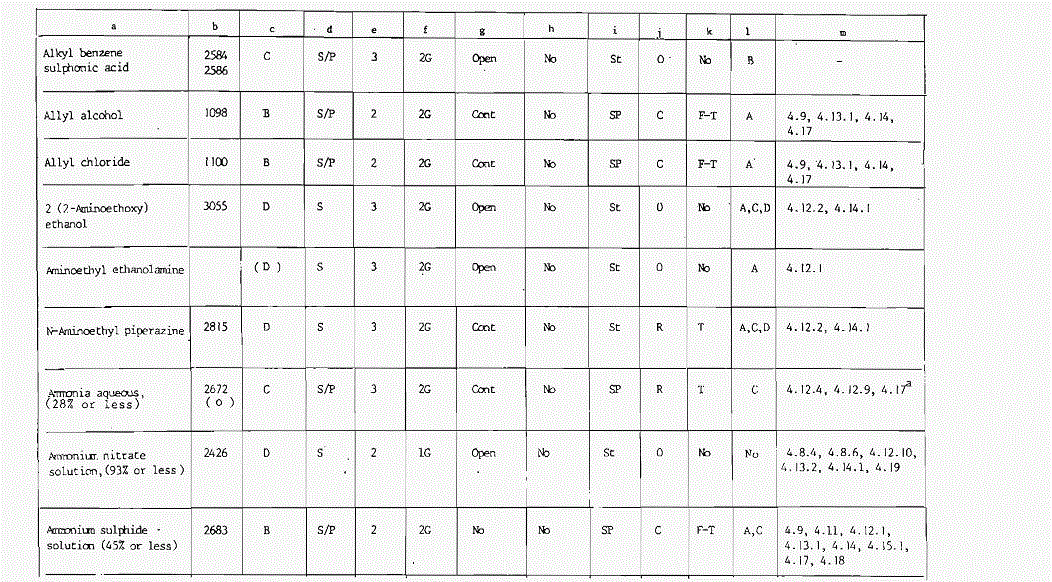 a b c d e f g h i j k l m
Alkyl benzene 2584 C S/P 3 2G Open No St O No B -
sulphonic acid 2586
Allyl alcohol 1098 B S/P 2 2G Cont No SP C F-T A 4.9, 4.13.1, 4.14,
4.17
Allyl chloride 1100 B S/P 2 2G Cont No SP C F-T A 4.9, 4.13.1, 4.14,
4.17
2 (2-Aminoethoxy) 3055 D S 3 2G Open No St O No A,C,D 4.12.2, 4.14.1
ethanol
Aminoethyl ethanolamine (D) S 3 2G Open No St O No A 4.12.1
N-Aminoethyl piperazine 2815 D S 3 2G Cont No St R T A,C,D 4.12.2, 4.14.1
Ammonia aqueous, 2672 C S/P 3 2G Cont No SP R T C 4.12.4, 4.12.9, 4.17a
(28% or less) (o)
Ammonium nitrate 2426 D S 2 1G Open No St O No No 4.8.4, 4.8.6, 4.12.10,
solution,(93% or less) 4.13.2, 4.14.1, 4.19
Ammonium sulphide - 2683 B S/P 2 2G No No SP C F-T A,C 4.9, 4.11, 4.12.1,
solution (45% or less) 4.13.1, 4.14, 4.15.1,
4.17, 4.18